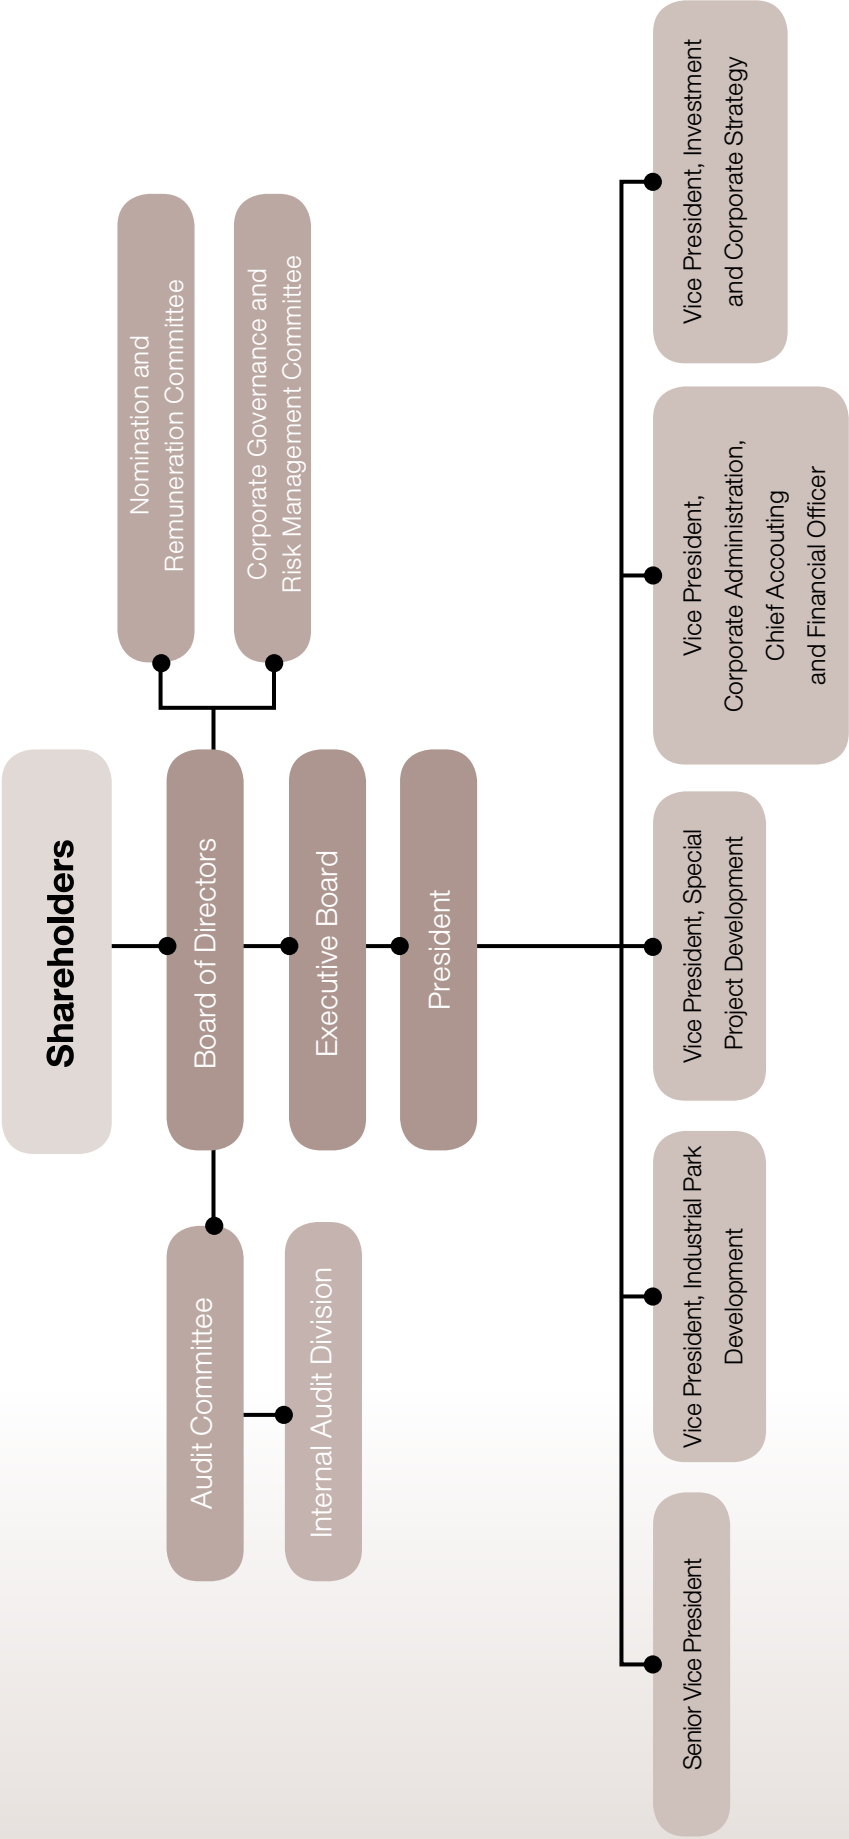 Shareholders
Board of Directors
Nomination and
Remuneration Committee
Corporate Governance and
Risk Management Committee
Audit Committee
Internal Audit Division
Executive Board
President
Senior Vice President
Vice President, Industrial Park
Development
Vice President, Special
Project Development
Vice President,
Corporate Administration,
Chief Accouting
and Financial Officer
Vice President, Investment
and Corporate Strategy